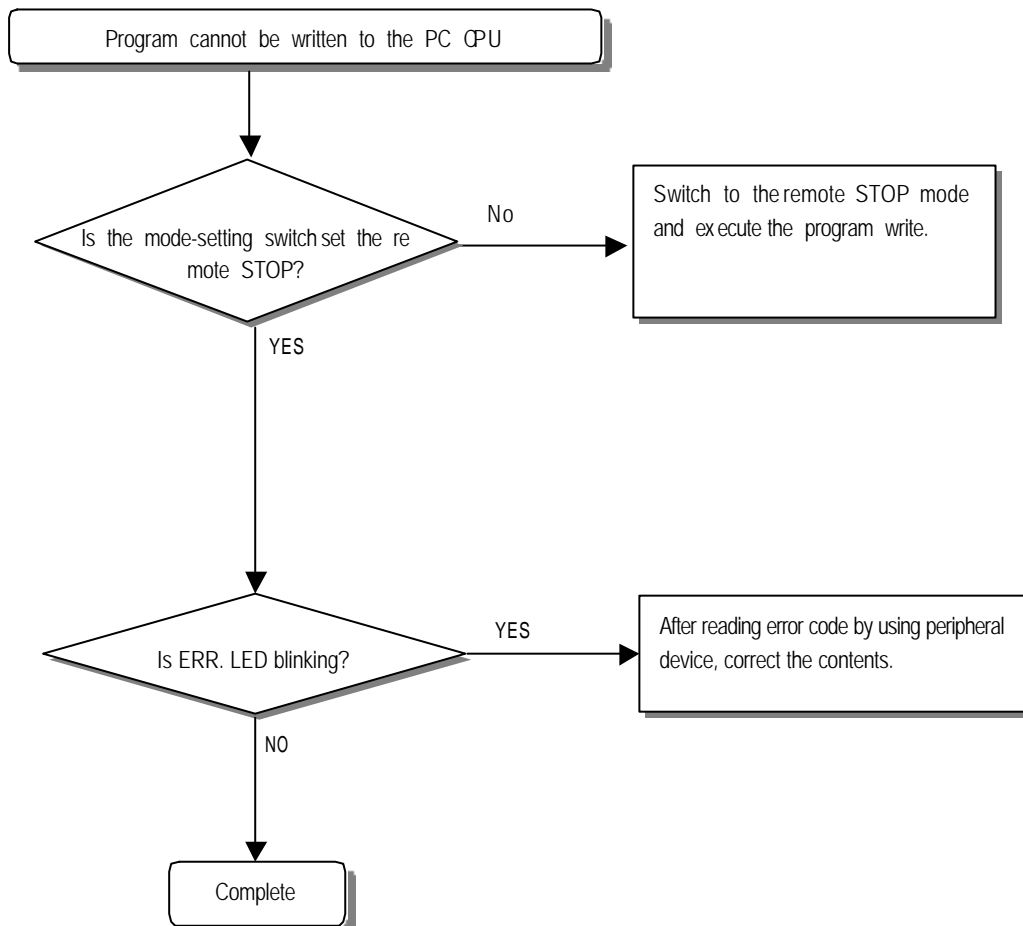 Program cannot be written to the PC CPU
Is the mode-setting switch set the re
mote STOP?
No
Switch to the remote STOP mode
and execute the program write.
YES
Is ERR. LED blinking?
YES
After reading error code by using peripheral
device, correct the contents.
NO
Complete